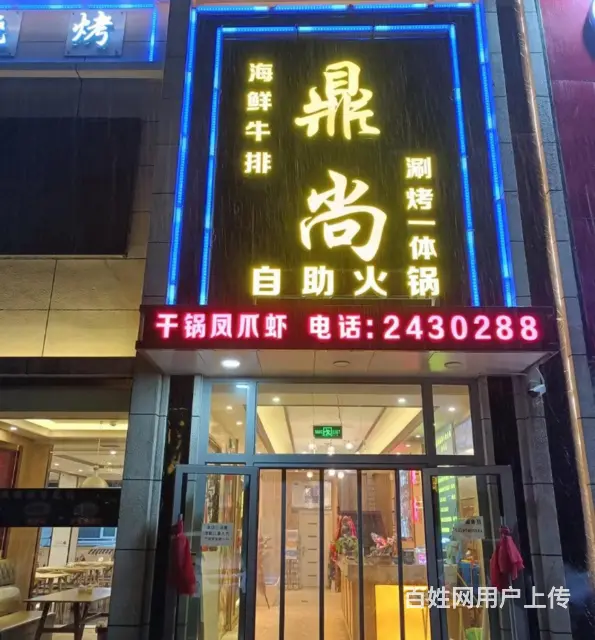 烤
海鲜牛排
鼎尚
涮烤一体锅
自助火锅
干锅凤爪虾 电话:2430288
百姓网用户上传